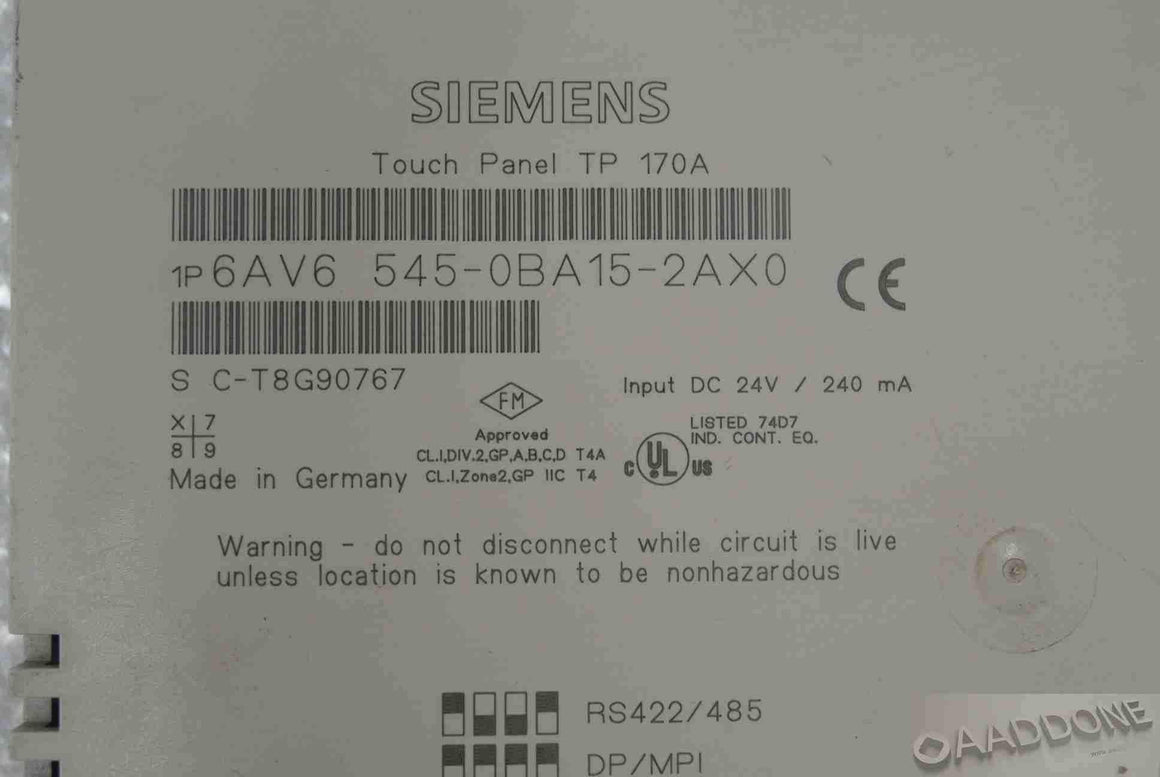 SIEMENS
Touch Panel TP 170A
1P 6AV6 545-0BA15-2AX0
CE
S C-T8G90767
Input DC 24V / 240 mA
X 7
8 9
FM
Approved
CL.I,DIV.2,GP,A,B,C,D T4A
CL.I,Zone2,GP IIC T4
LISTED 74D7
IND. CONT. EQ.
C UL US
Made in Germany
Warning - do not disconnect while circuit is live
unless location is known to be nonhazardous
RS422/485
DP/MPI
AADDONE